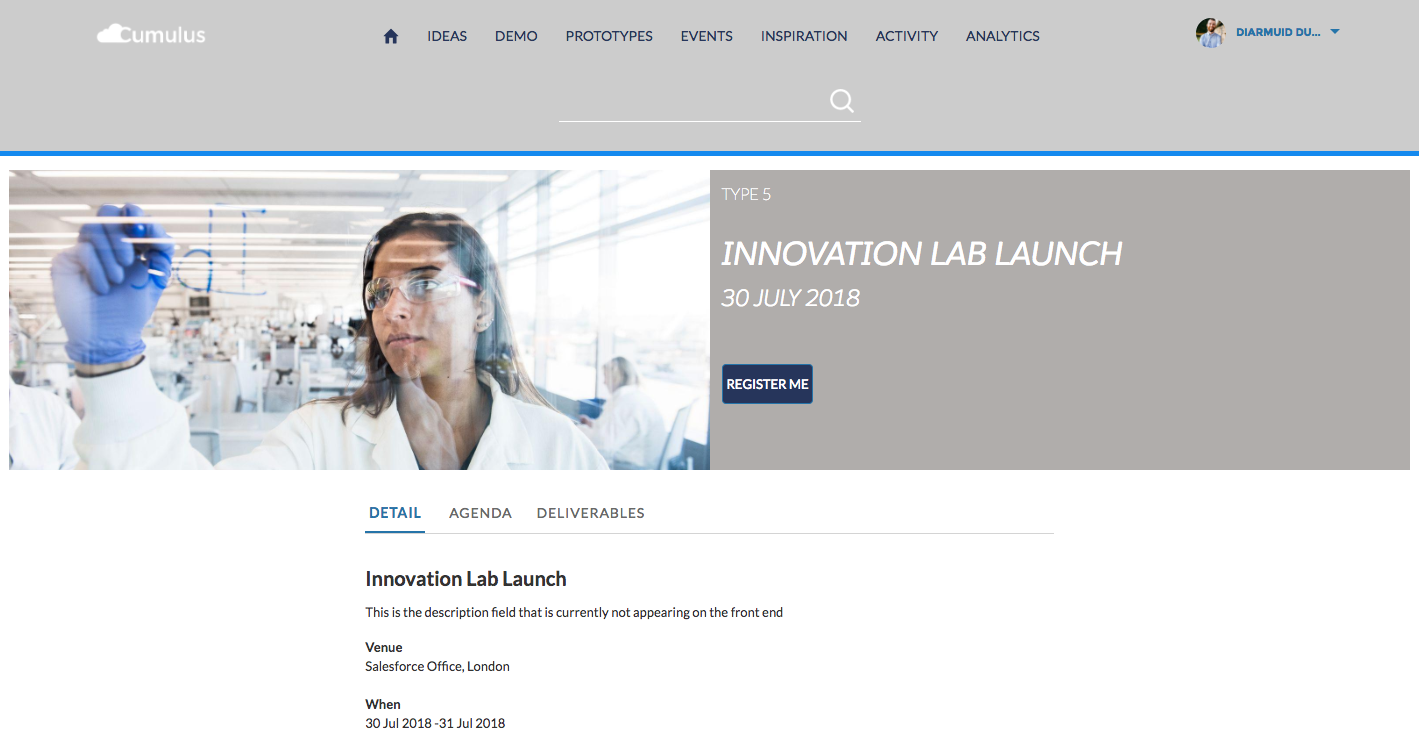 Cumulus
IDEAS DEMO PROTOTYPES EVENTS INSPIRATION ACTIVITY ANALYTICS
DIARMUID DU...
TYPE 5
INNOVATION LAB LAUNCH
30 JULY 2018
REGISTER ME
DETAIL AGENDA DELIVERABLES
Innovation Lab Launch
This is the description field that is currently not appearing on the front end
Venue
Salesforce Office, London
When
30 Jul 2018 -31 Jul 2018